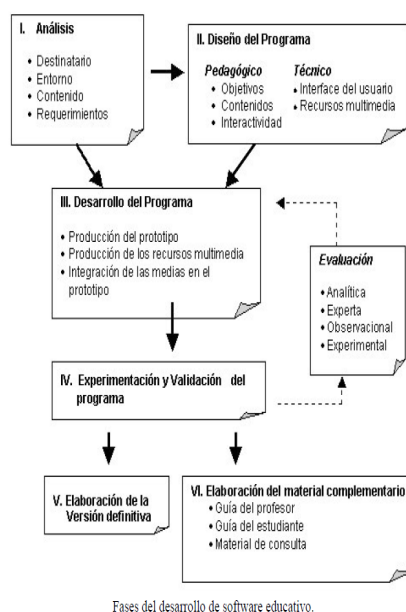 I. Análisis
• Destinatario
• Entorno
• Contenido
• Requerimientos
II. Diseño del Programa
Pedagógico
• Objetivos
• Contenidos
• Interactividad
Técnico
• Interface del usuario
• Recursos multimedia
III. Desarrollo del Programa
• Producción del prototipo
• Producción de los recursos multimedia
• Integración de las medias en el
prototipo
Evaluación
• Analítica
• Experta
• Observacional
• Experimental
IV. Experimentación y Validación del
programa
V. Elaboración de la
Versión definitiva
VI. Elaboración del material complementario
• Guía del profesor
• Guía del estudiante
• Material de consulta
Fases del desarrollo de software educativo.